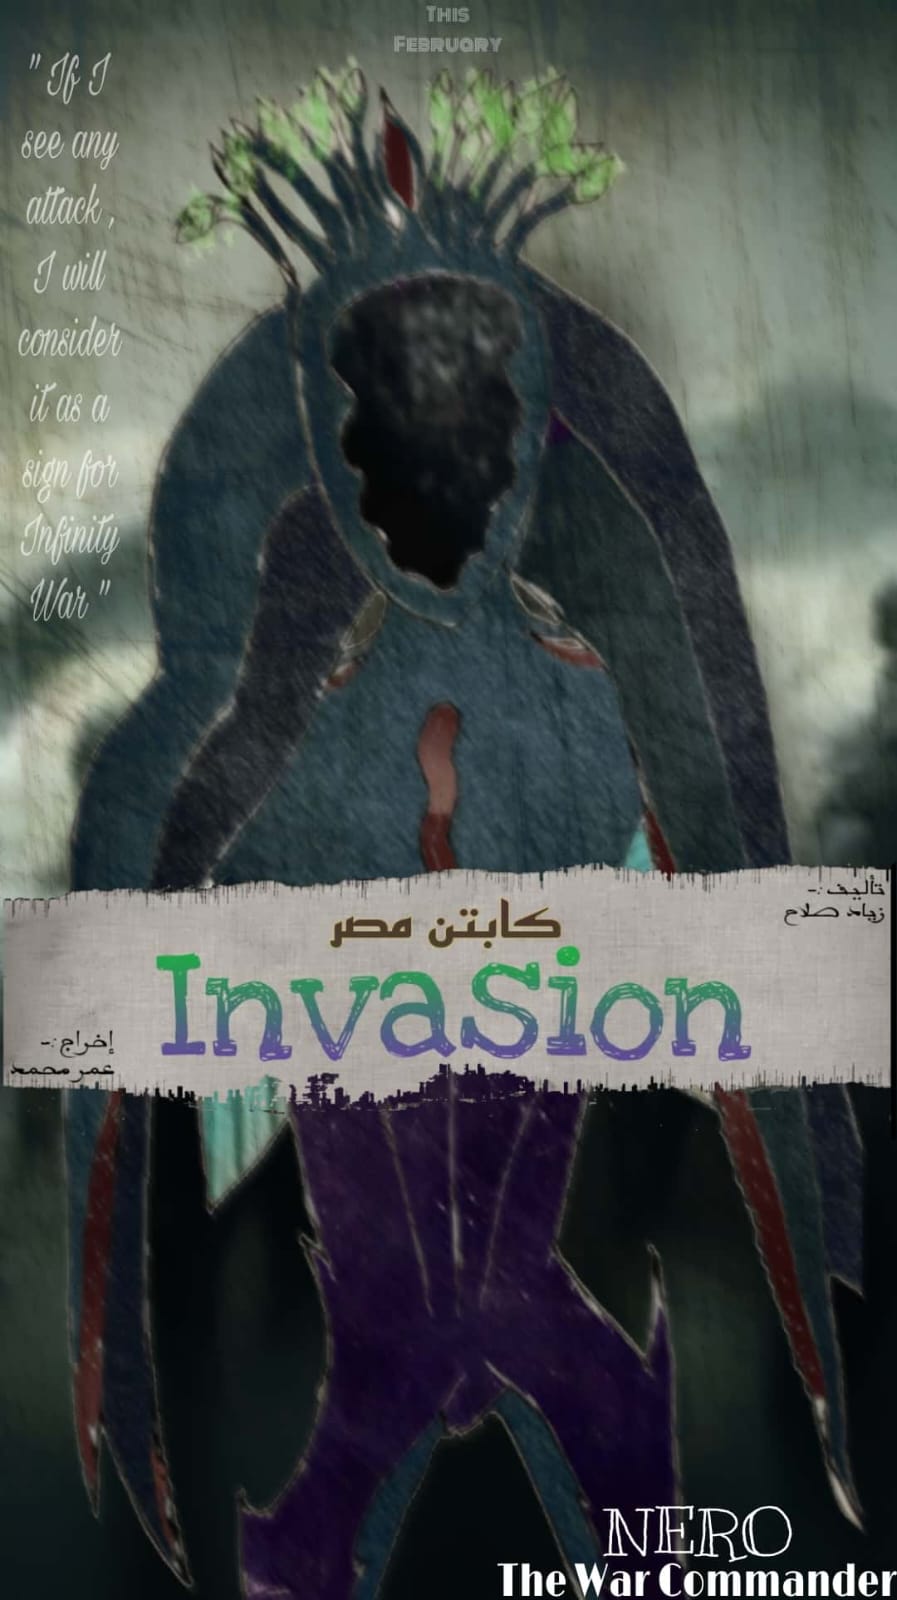 This
February
" If I
see any
attack ,
I will
consider
it as a
sign for
Infinity
War "
تأليف :-
زياد صلاح
كابتن مصر
Invasion
إخراج :-
عمر محمد
NERO
The War Commander